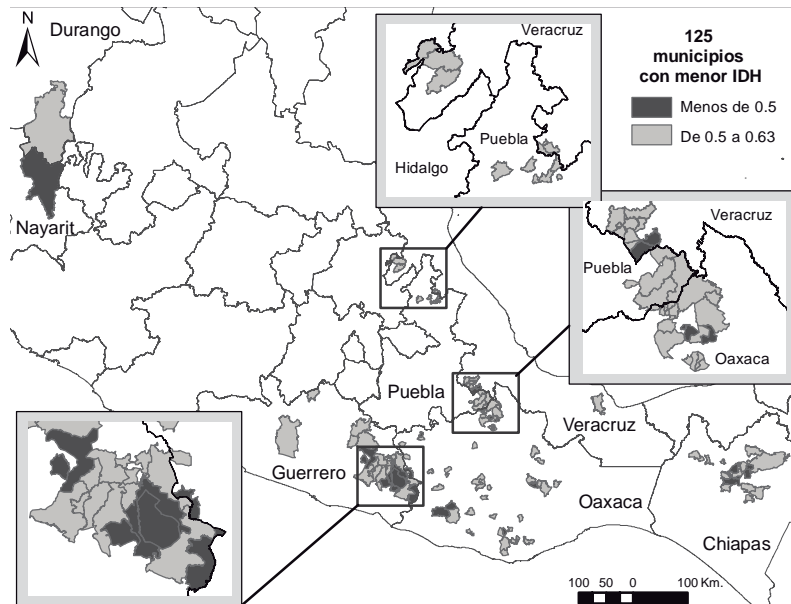 N
Durango
Nayarit
Veracruz
Puebla
Hidalgo
125
municipios
con menor IDH
Menos de 0.5
De 0.5 a 0.63
Veracruz
Puebla
Oaxaca
Puebla
Veracruz
Guerrero
Oaxaca
Chiapas
100 50 0 100 Km.